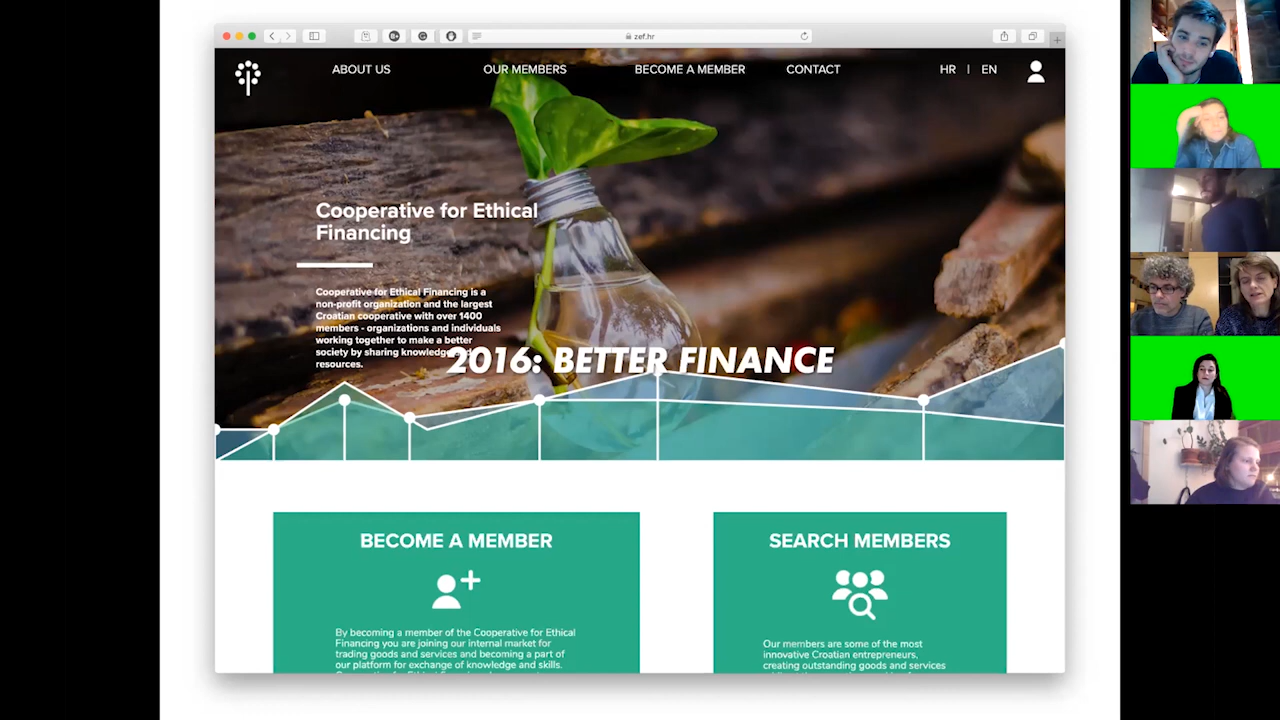 zef.hr
ABOUT US
OUR MEMBERS
BECOME A MEMBER
CONTACT
HR | EN
Cooperative for Ethical
Financing
Cooperative for Ethical Financing is a
non-profit organization and the largest
Croatian cooperative with over 1400
members - organizations and individuals
working together to make a better
society by sharing knowledge and
resources.
2016: BETTER FINANCE
BECOME A MEMBER
By becoming a member of the Cooperative for Ethical
Financing you are joining our internal market for
trading goods and services and becoming a part of
our platform for exchange of knowledge and skills.
SEARCH MEMBERS
Our members are some of the most
innovative Croatian entrepreneurs,
creating outstanding goods and services